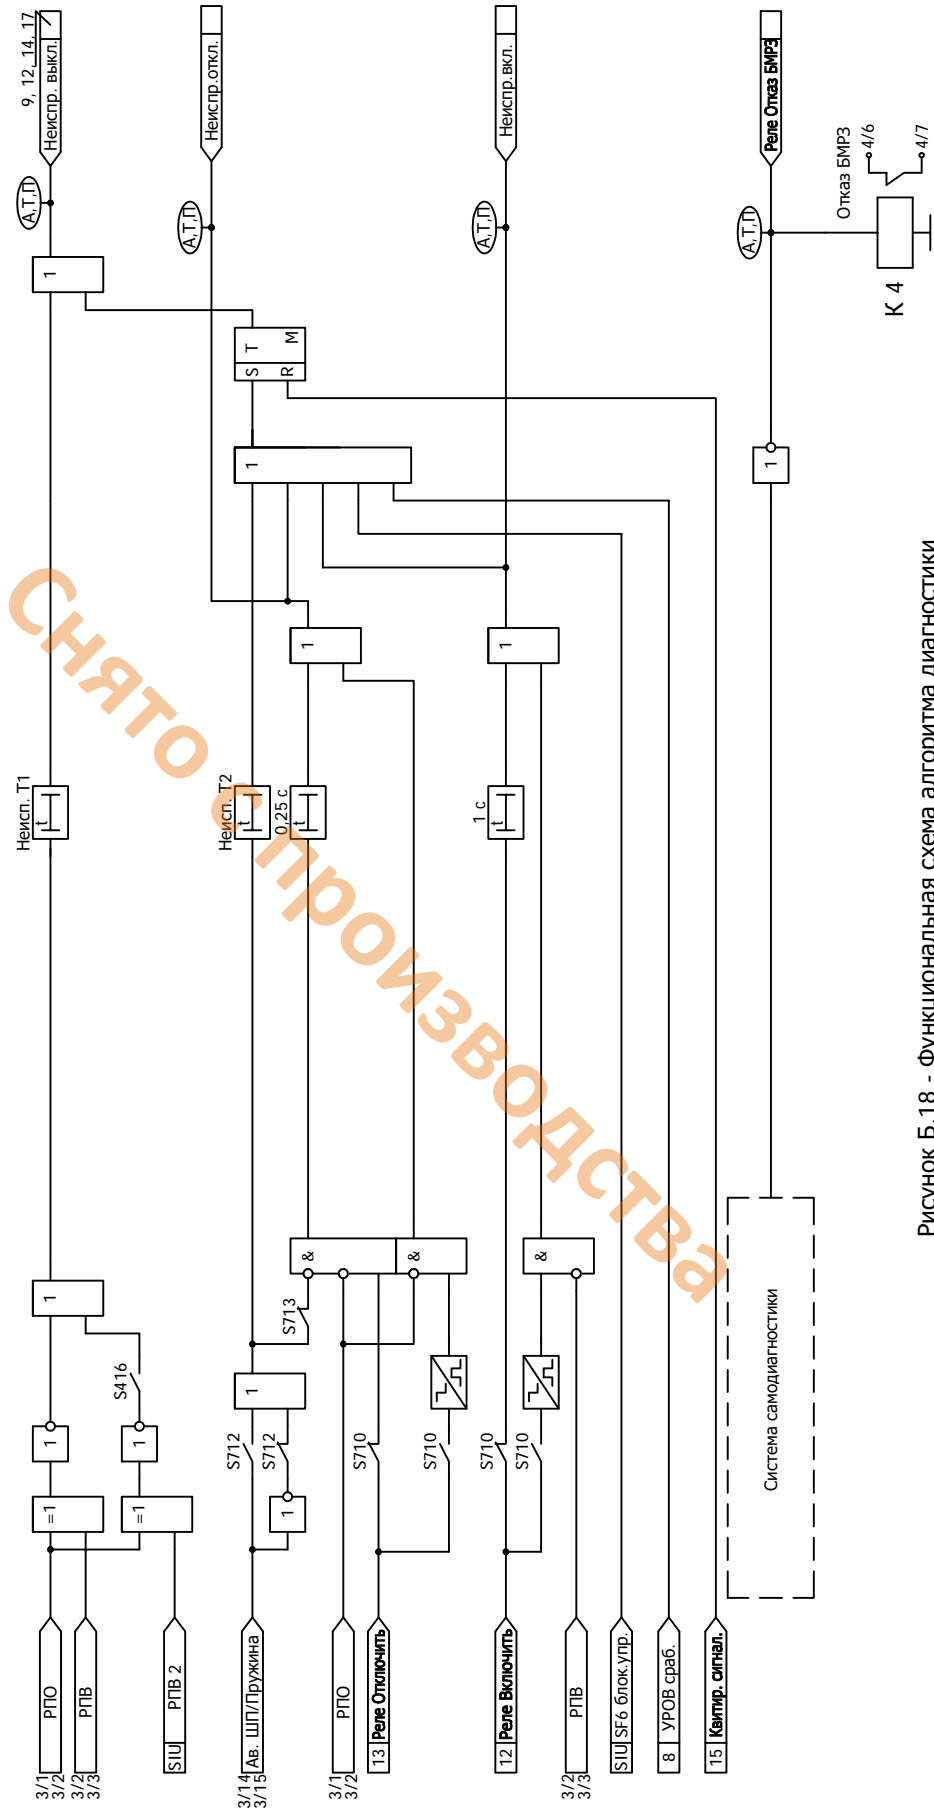 9, 12, 14, 17
Неиспр. выкл.
А,Т,П
1
Неисп. Т1
1
S416
1
1
=1
=1
РПО
3/1
3/2
РПВ
3/2
3/3
SIU
РПВ 2
Неиспр.откл.
А,Т,П
S
T
R
M
1
Неисп. Т2
t
0,25 с
t
t
1
&
&
S713
1
S712
S712
1
Ав. ШП/Пружина
3/14
3/15
S710
S710
РПО
3/1
3/2
13
Реле Отключить
Неиспр.вкл.
А,Т,П
1
1 с
t
&
S710
S710
12
Реле Включить
РПВ
3/2
3/3
SIU
SF6 блок.упр.
8
УРОВ сраб.
15
Квитир. сигнал.
Реле Отказ БМРЗ
А,Т,П
Отказ БМРЗ
4/6
4/7
К 4
1
Система самодиагностики
Рисунок Б.18 - Функциональная схема алгоритма диагностики
Снято с производства